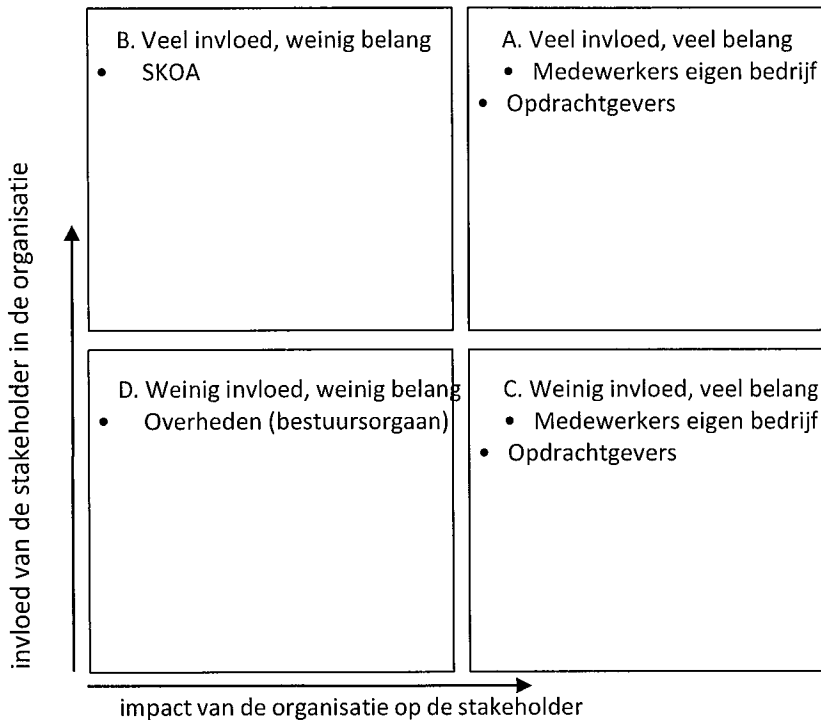 B. Veel invloed, weinig belang
• SKOA
A. Veel invloed, veel belang
• Medewerkers eigen bedrijf
• Opdrachtgevers
D. Weinig invloed, weinig belang
• Overheden (bestuursorgaan)
C. Weinig invloed, veel belang
• Medewerkers eigen bedrijf
• Opdrachtgevers
invloed van de stakeholder in de organisatie
impact van de organisatie op de stakeholder